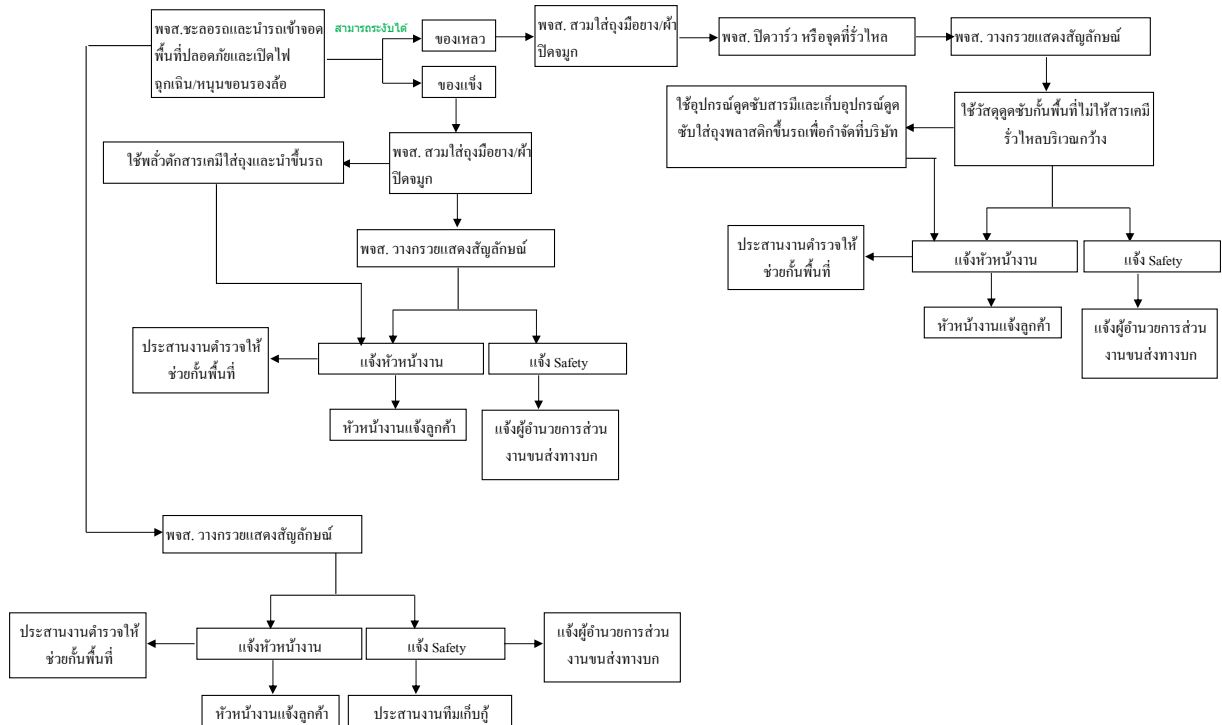 พจส.ชะลอรถและนำรถเข้าจอด
พื้นที่ปลอดภัยและเปิดไฟ
ฉุกเฉิน/หนุนขอนรองล้อ
สามารถระงับได้
ของเหลว
ของแข็ง
พจส. สวมใส่ถุงมือยาง/ผ้า
ปิดจมูก
พจส. ปิดวาร์ว หรือจุดที่รั่วไหล
พจส. วางกรวยแสดงสัญลักษณ์
ใช้อุปกรณ์ดูดซับสารมีและเก็บอุปกรณ์ดูด
ซับใส่ถุงพลาสติกขึ้นรถเพื่อกำจัดที่บริษัท
ใช้วัสดุดูดซับกั้นพื้นที่ไม่ให้สารเคมี
รั่วไหลบริเวณกว้าง
ใช้พลั่วตักสารเคมีใส่ถุงและนำขึ้นรถ
พจส. สวมใส่ถุงมือยาง/ผ้า
ปิดจมูก
พจส. วางกรวยแสดงสัญลักษณ์
ประสานงานตำรวจให้
ช่วยกั้นพื้นที่
แจ้งหัวหน้างาน
แจ้ง Safety
หัวหน้างานแจ้งลูกค้า
แจ้งผู้อำนวยการส่วน
งานขนส่งทางบก
ประสานงานตำรวจให้
ช่วยกั้นพื้นที่
แจ้งหัวหน้างาน
แจ้ง Safety
หัวหน้างานแจ้งลูกค้า
แจ้งผู้อำนวยการส่วน
งานขนส่งทางบก
พจส. วางกรวยแสดงสัญลักษณ์
ประสานงานตำรวจให้
ช่วยกั้นพื้นที่
แจ้งหัวหน้างาน
แจ้ง Safety
แจ้งผู้อำนวยการส่วน
งานขนส่งทางบก
หัวหน้างานแจ้งลูกค้า
ประสานงานทีมเก็บกู้